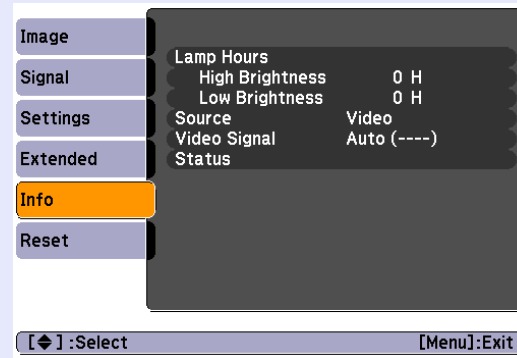 Image
Signal
Settings
Extended
Info
Reset
Lamp Hours
High Brightness 0 H
Low Brightness 0 H
Source Video
Video Signal Auto (----)
Status
[◆] :Select [Menu]:Exit